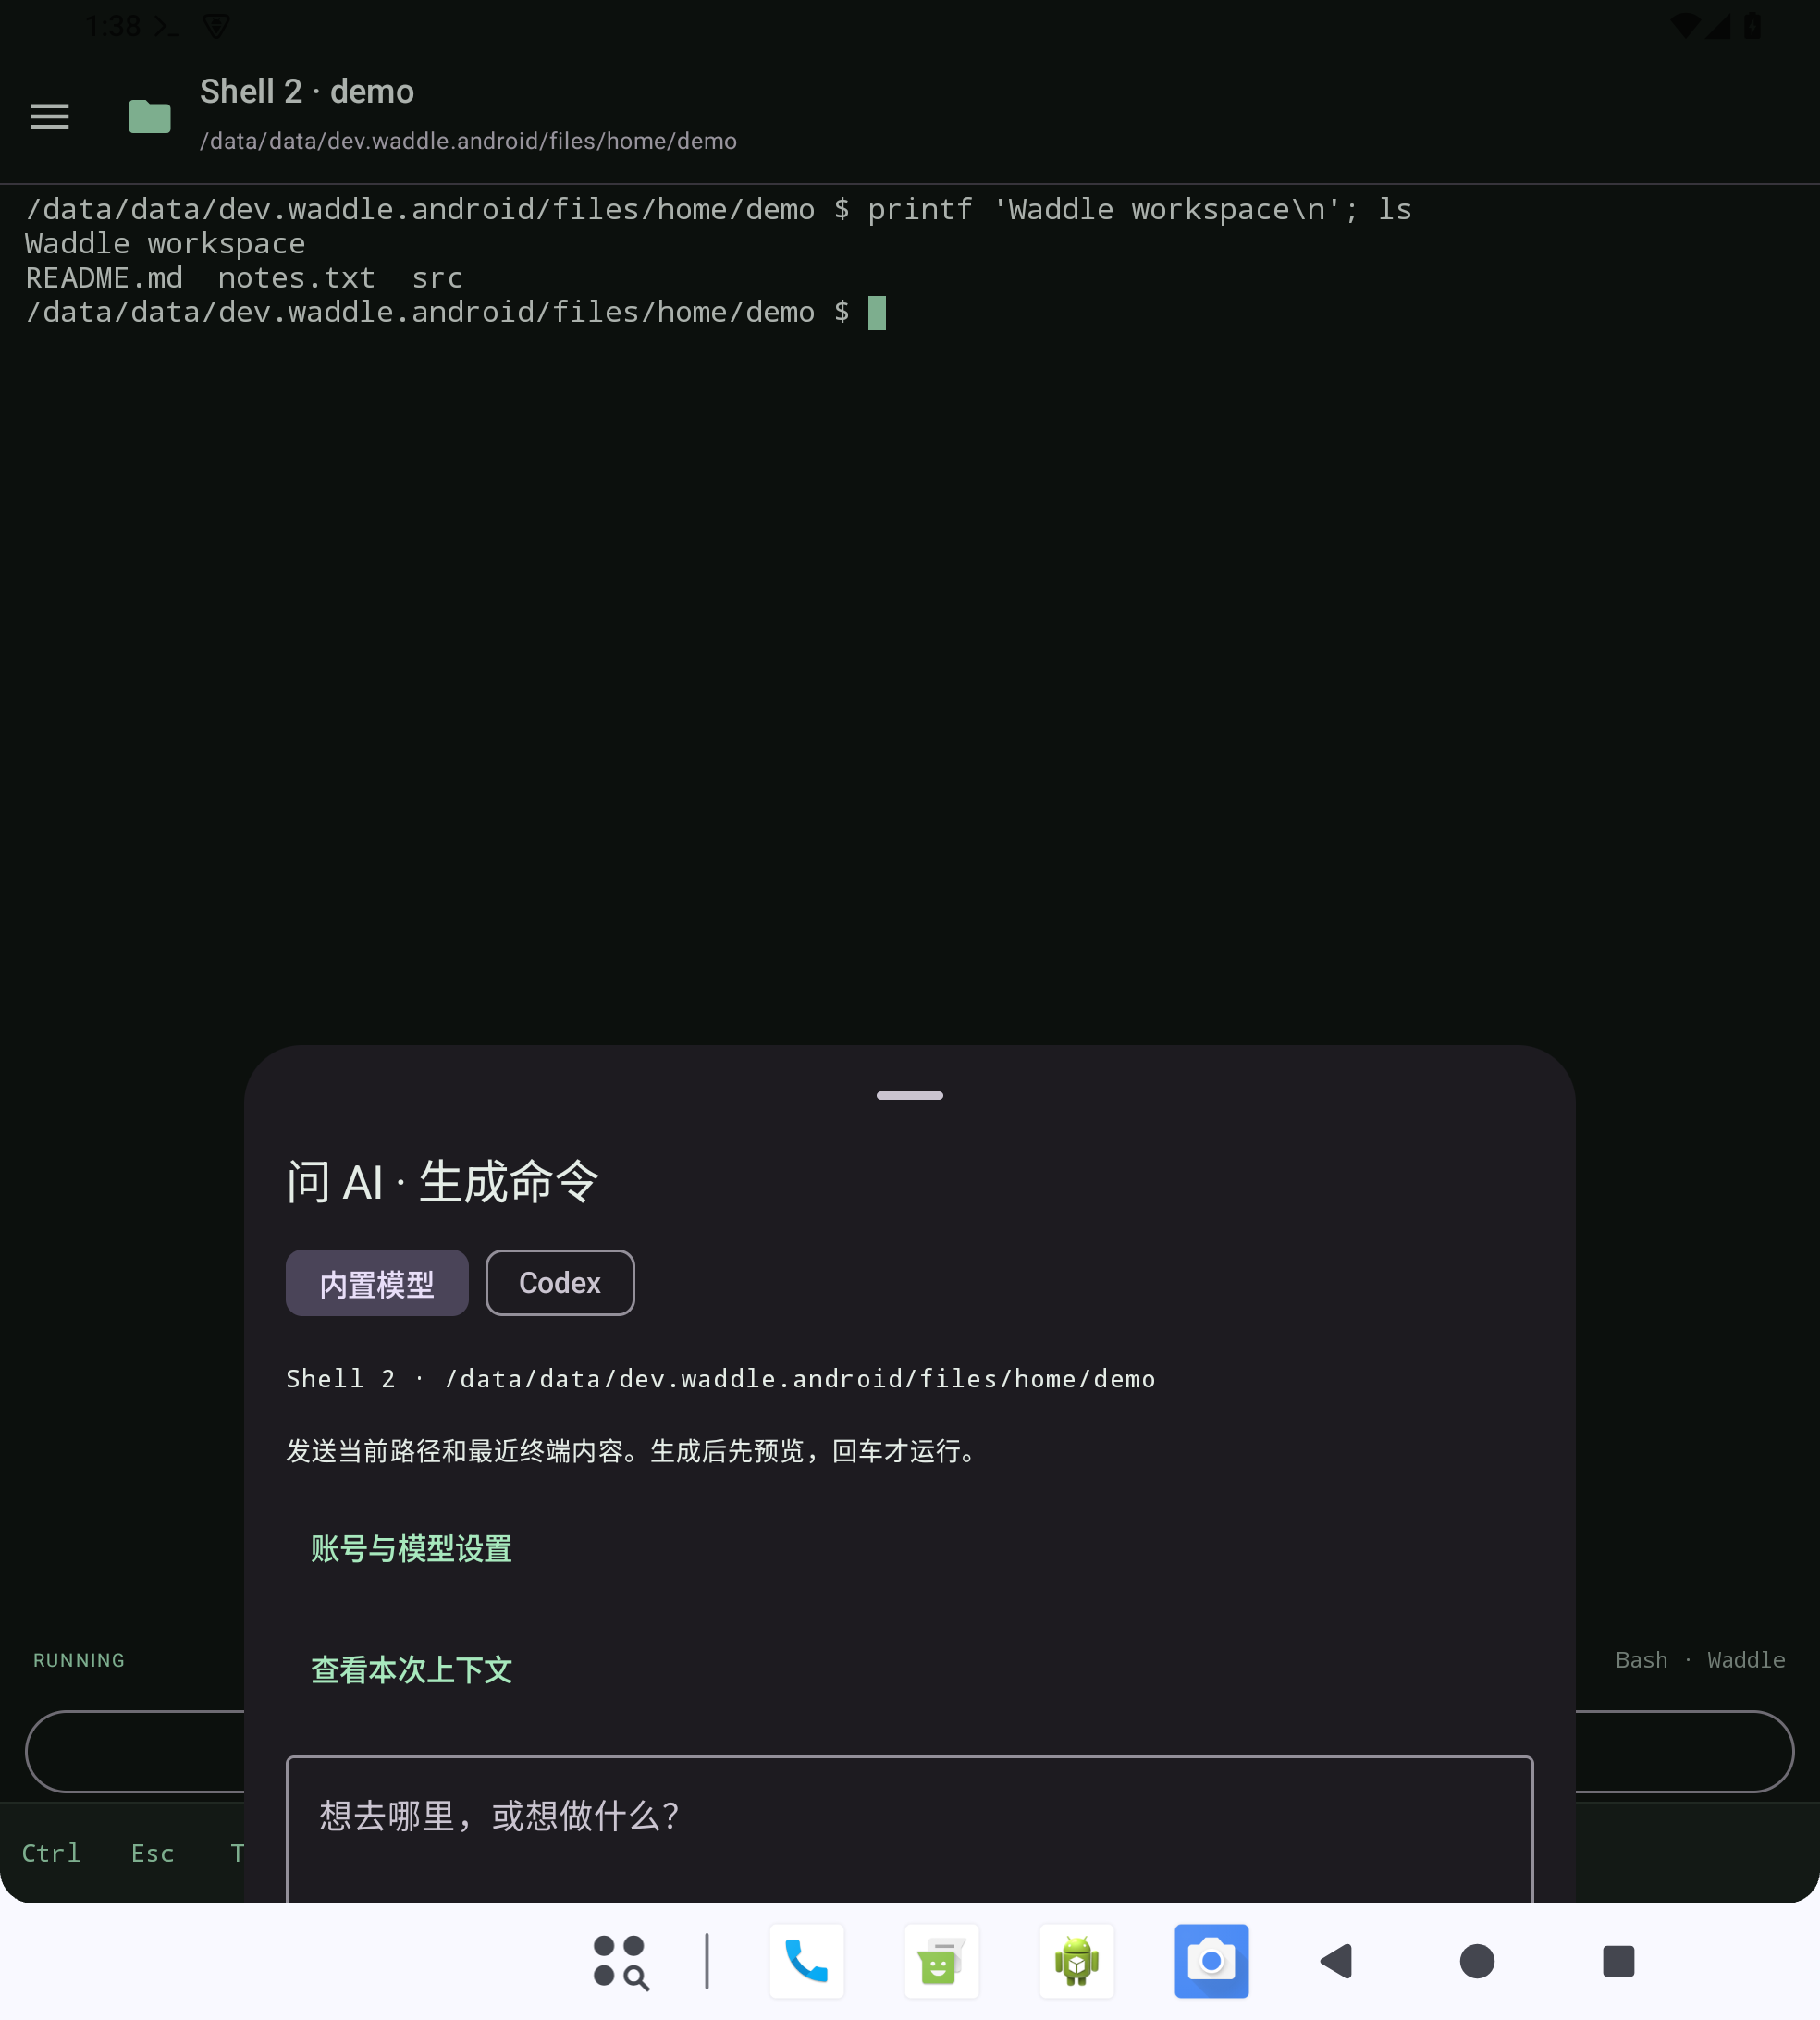 1:38
Shell 2 · demo
/data/data/dev.waddle.android/files/home/demo
/data/data/dev.waddle.android/files/home/demo $ printf 'Waddle workspace\n'; ls
Waddle workspace
README.md  notes.txt  src
/data/data/dev.waddle.android/files/home/demo $
问 AI · 生成命令
内置模型 Codex
Shell 2 · /data/data/dev.waddle.android/files/home/demo
发送当前路径和最近终端内容。生成后先预览，回车才运行。
账号与模型设置
RUNNING
Bash · Waddle
查看本次上下文
想去哪里，或想做什么？
Ctrl Esc T